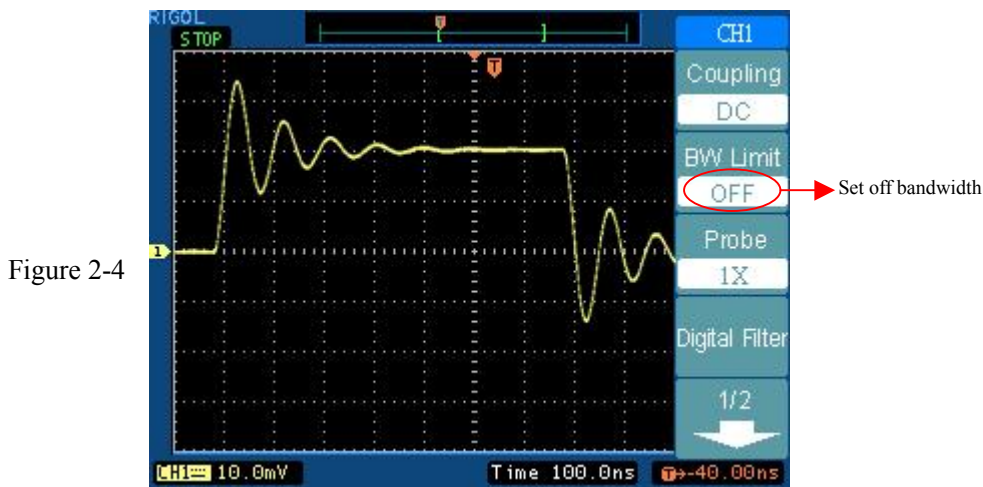 RIGOL
STOP
T
CH1
Coupling
DC
T
BW Limit
OFF
Set off bandwidth
Probe
1X
1
Figure 2-4
Digital Filter
1/2
CH1 10.0mV
Time 100.0ns
T→-40.00ns